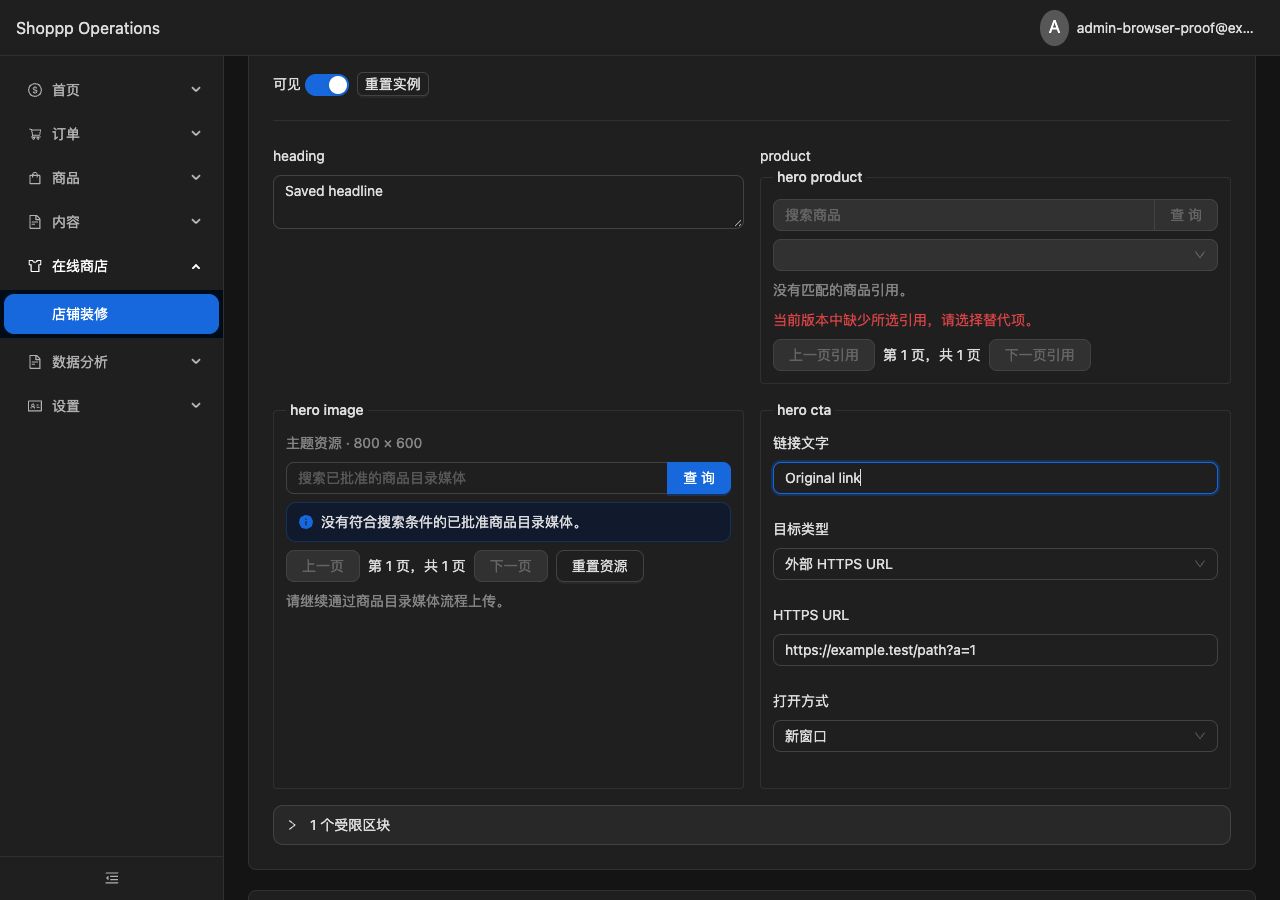 Shoppp Operations
A
admin-browser-proof@ex...
首页
订单
商品
内容
在线商店
店铺装修
数据分析
设置
可见
重置实例
heading
Saved headline
product
hero product
搜索商品
查 询
没有匹配的商品引用。
当前版本中缺少所选引用，请选择替代项。
上一页引用
第 1 页，共 1 页
下一页引用
hero image
主题资源 · 800 × 600
搜索已批准的商品目录媒体
查 询
没有符合搜索条件的已批准商品目录媒体。
上一页
第 1 页，共 1 页
下一页
重置资源
请继续通过商品目录媒体流程上传。
hero cta
链接文字
Original link
目标类型
外部 HTTPS URL
HTTPS URL
https://example.test/path?a=1
打开方式
新窗口
1 个受限区块